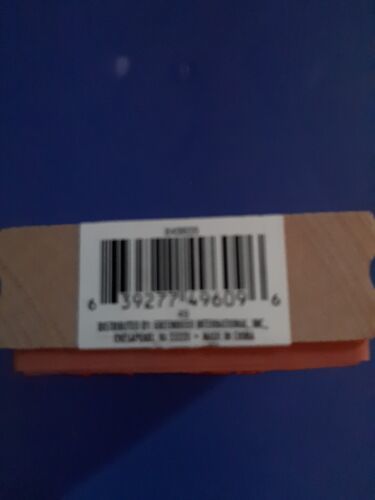 6 39277 49609 6
DISTRIBUTED BY: GREENBRIER INTERNATIONAL, INC.,
CHESAPEAKE, VA 23320 • MADE IN CHINA